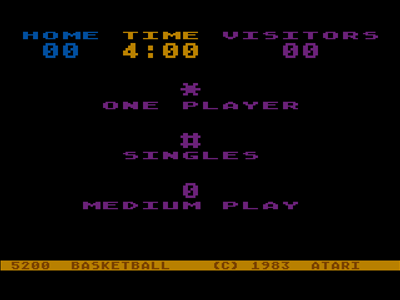 HOME TIME VISITORS
00 4:00 00
*
ONE PLAYER
#
SINGLES
0
MEDIUM PLAY
5200 BASKETBALL (C) 1983 ATARI